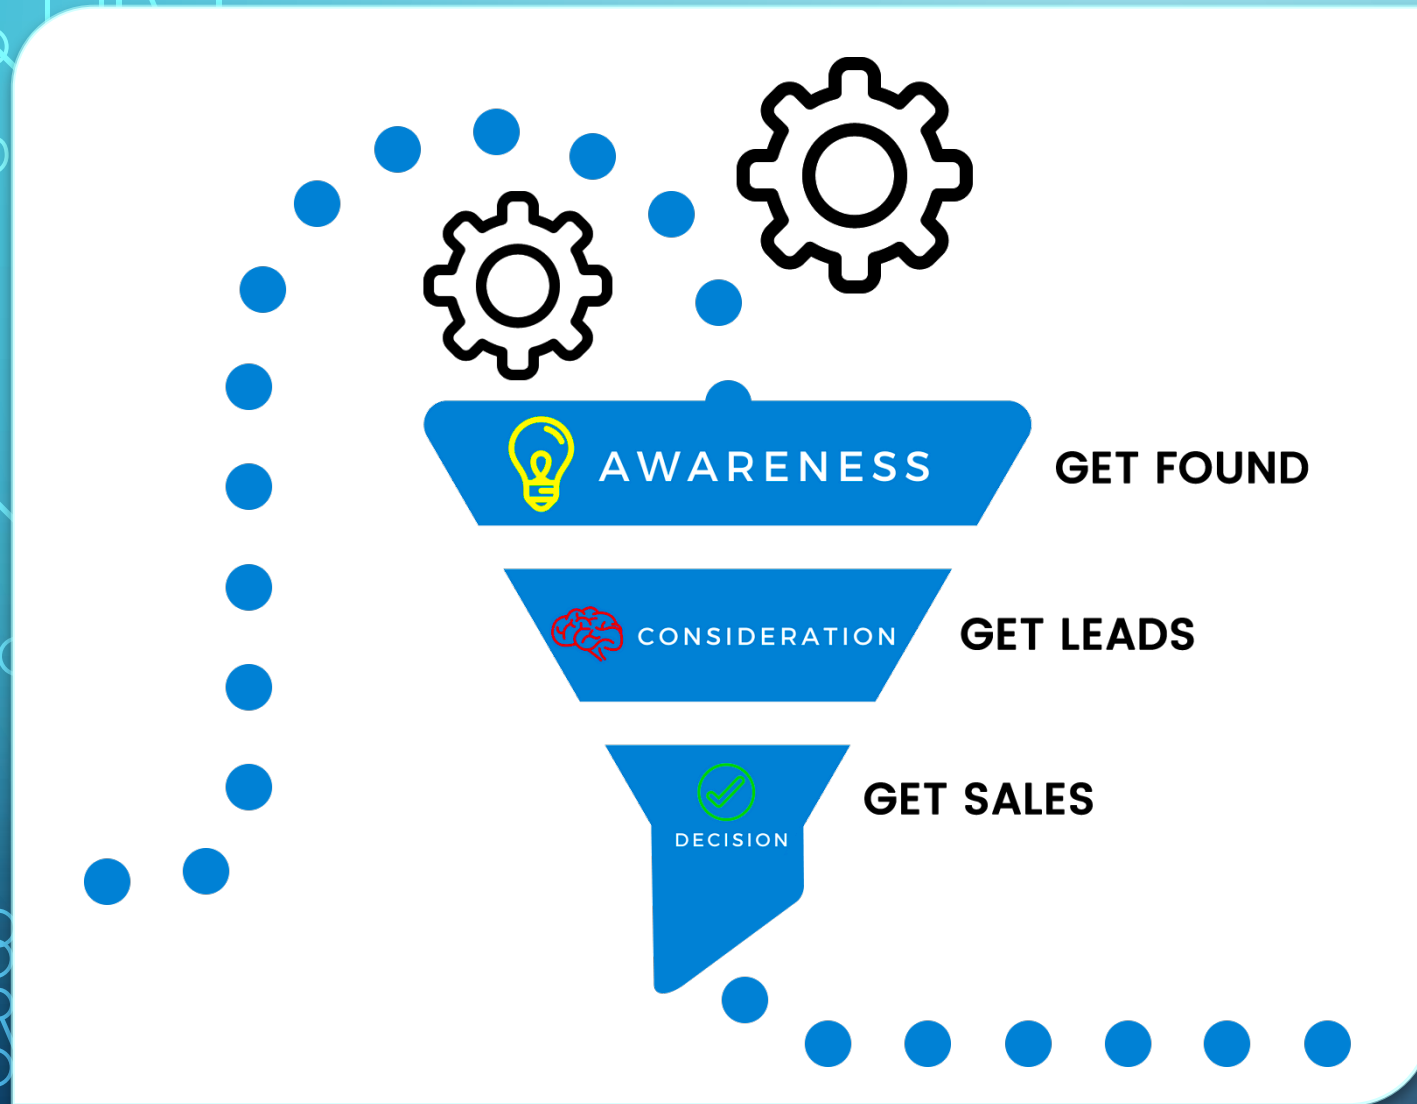 AWARENESS
GET FOUND
CONSIDERATION
GET LEADS
GET SALES
DECISION